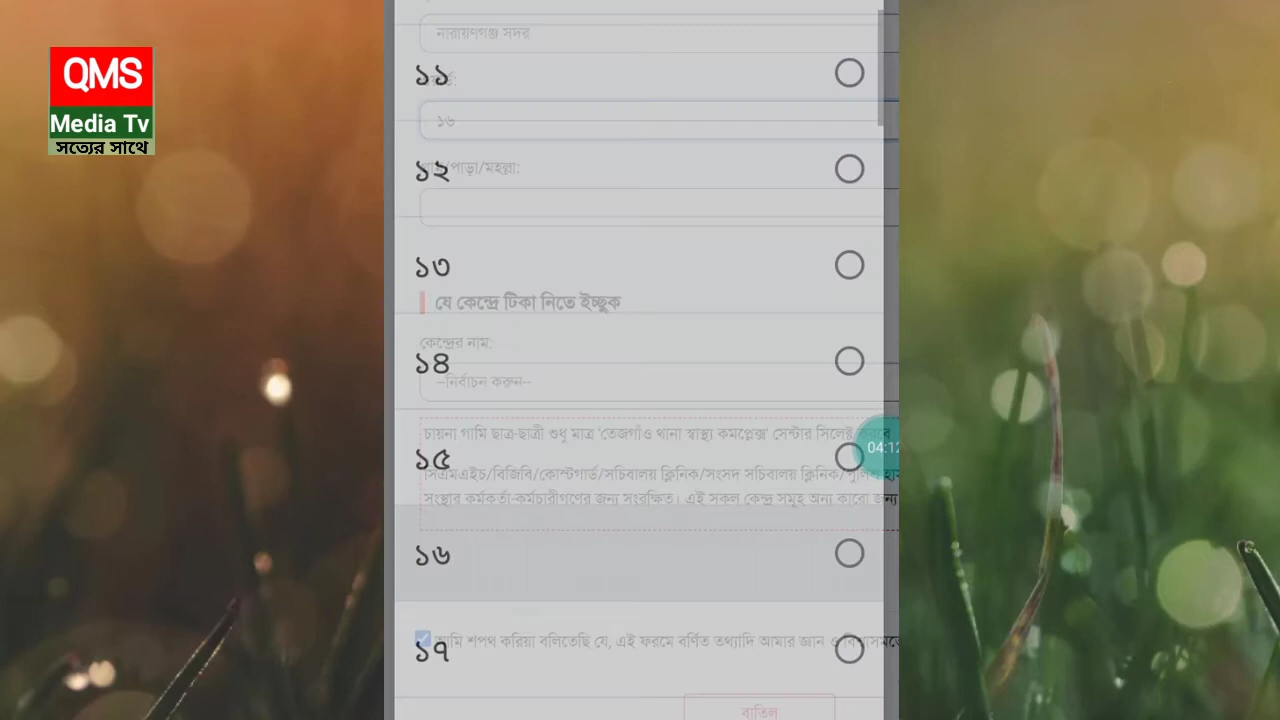 QMS
Media Tv
সত্যের সাথে
নারায়ণগঞ্জ সদর
১১
১৬
১২
/পাড়া/মহল্লা:
১৩
যে কেন্দ্রে টিকা নিতে ইচ্ছুক
কেন্দ্রের নাম:
১৪
--নির্বাচন করুন--
চায়না গামি ছাত্র-ছাত্রী শুধু মাত্র 'তেজগাঁও থানা স্বাস্থ্য কমপ্লেক্স' সেন্টার সিলেক্ট
04:12
১৫
সিএমএইচ/বিজিবি/কোস্টগার্ড/সচিবালয় ক্লিনিক/সংসদ সচিবালয় ক্লিনিক/পুলিশ
সংস্থার কর্মকর্তা-কর্মচারীগণের জন্য সংরক্ষিত। এই সকল কেন্দ্র সমূহ অন্য কারো জন্য
১৬
আমি শপথ করিয়া বলিতেছি যে, এই ফরমে বর্ণিত তথ্যাদি আমার জ্ঞান ও
১৭
বাতিল